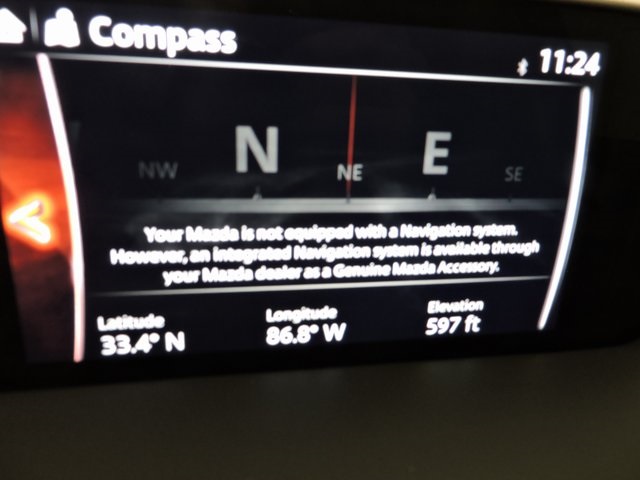 Compass
11:24
N E
NW NE SE
Your Mazda is not equipped with a Navigation system.
However, an integrated Navigation system is available through
your Mazda dealer as a Genuine Mazda Accessory.
Latitude Longitude Elevation
33.4° N 86.8° W 597 ft